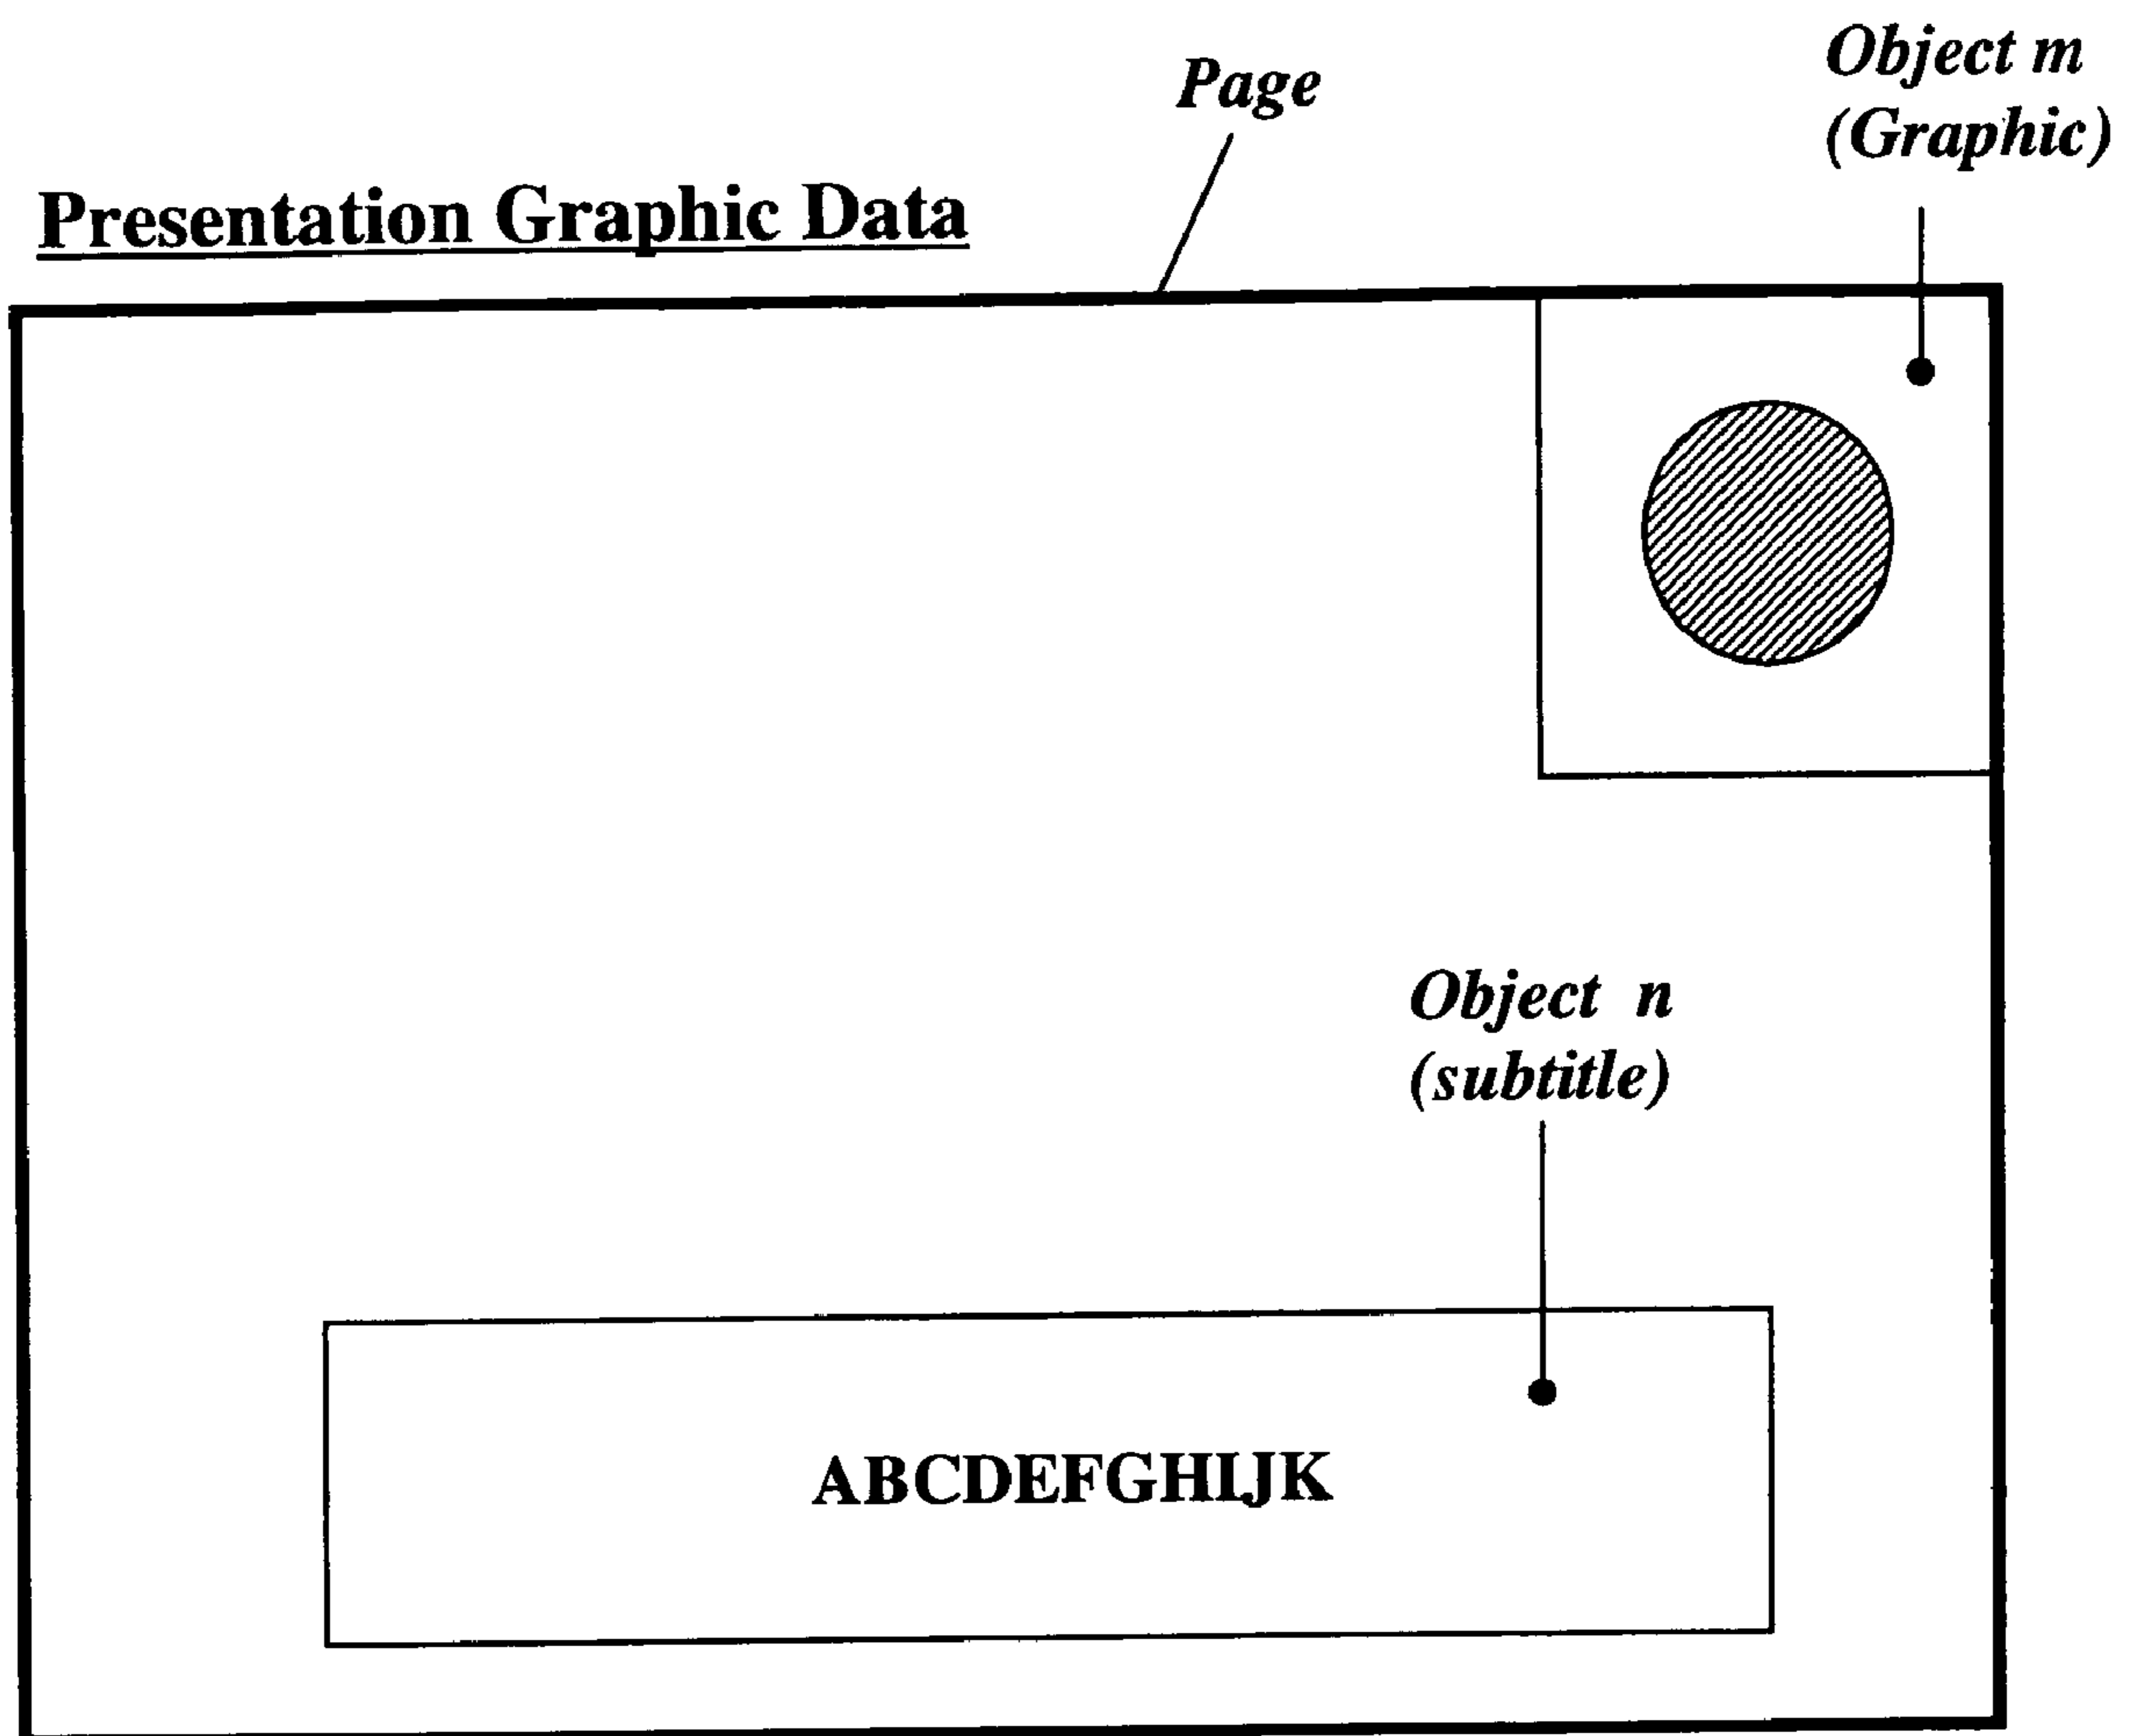 Object m
(Graphic)
Page
Presentation Graphic Data
Object n
(subtitle)
ABCDEFGHIJK